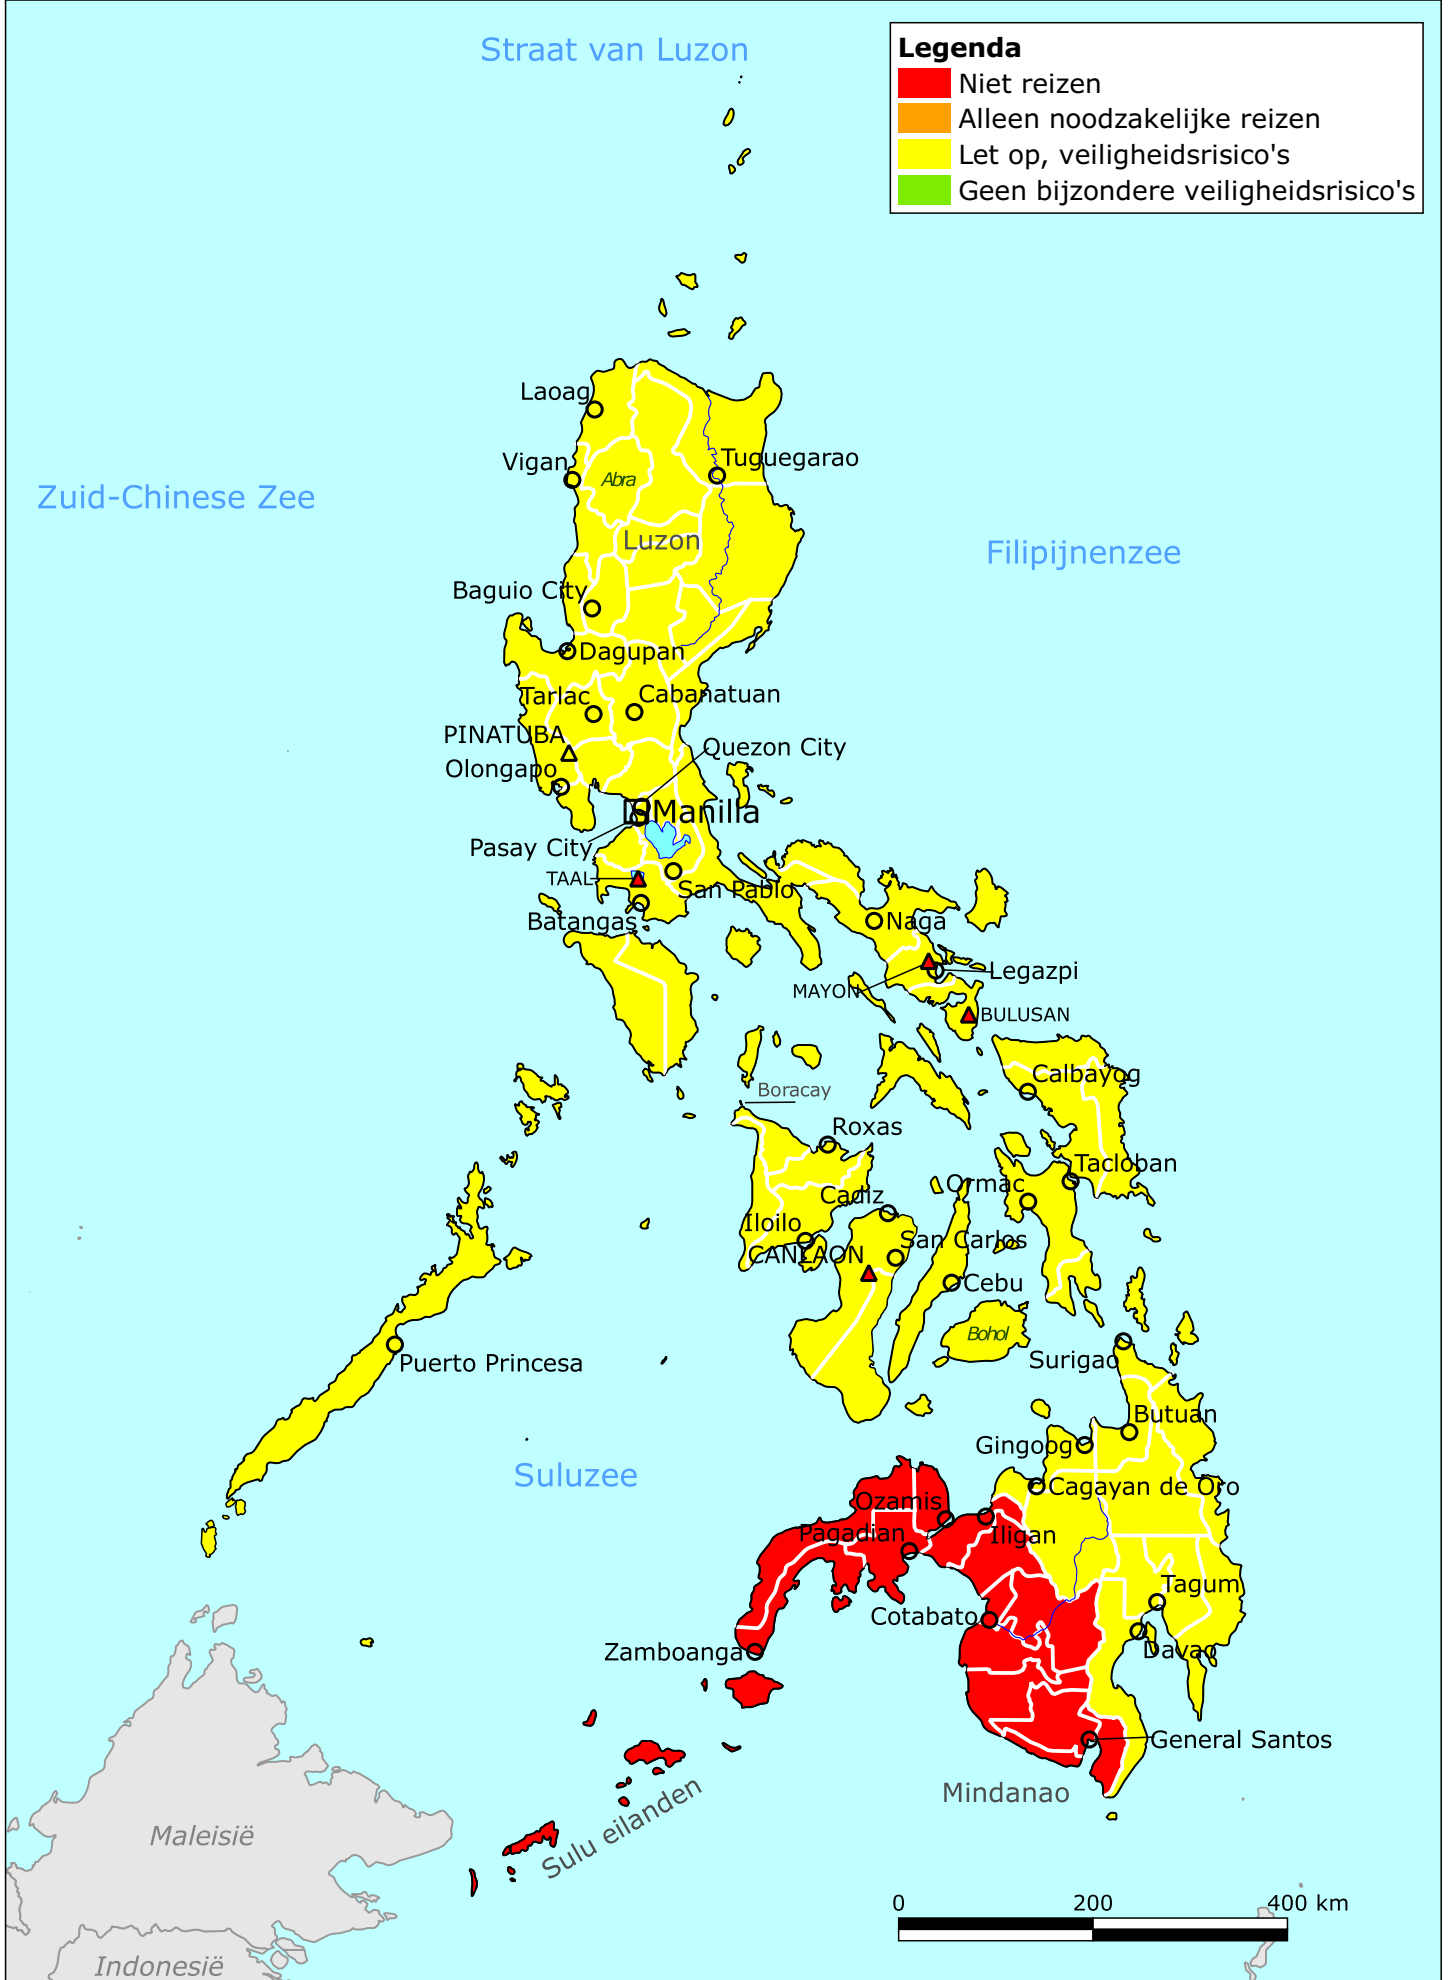 Straat van Luzon
Legenda
Niet reizen
Alleen noodzakelijke reizen
Let op, veiligheidsrisico's
Geen bijzondere veiligheidsrisico's
Laoag
Vigan
Abra
Tuguegarao
Zuid-Chinese Zee
Luzon
Filipijnenzee
Baguio City
Dagupan
Tarlac
Cabanatuan
PINATUBA
Quezon City
Olongapo
Manilla
Pasay City
TAAL
San Pablo
Batangas
Naga
Legazpi
MAYON
BULUSAN
Calbayog
Boracay
Roxas
Tacloban
Ormac
Cadiz
Iloilo
San Carlos
CANLAON
Cebu
Bohol
Puerto Princesa
Surigao
Butuan
Gingoog
Suluzee
Cagayan de Oro
Ozamis
Pagadian
Iligan
Tagum
Cotabato
Davao
Zamboanga
General Santos
Mindanao
Sulu eilanden
Maleisië
0 200 400 km
Indonesië